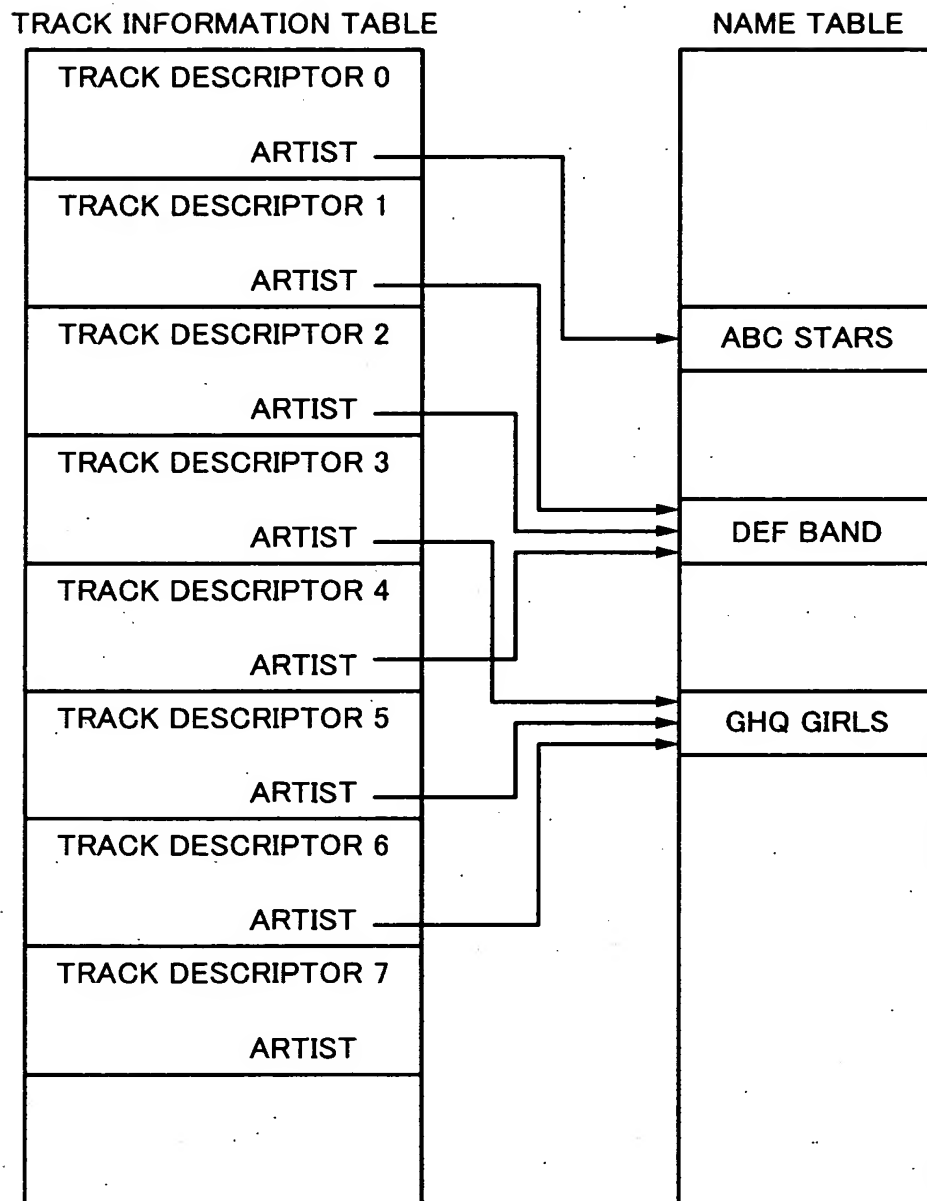 TRACK INFORMATION TABLE
TRACK DESCRIPTOR 0
ARTIST
TRACK DESCRIPTOR 1
ARTIST
TRACK DESCRIPTOR 2
ARTIST
TRACK DESCRIPTOR 3
ARTIST
TRACK DESCRIPTOR 4
ARTIST
TRACK DESCRIPTOR 5
ARTIST
TRACK DESCRIPTOR 6
ARTIST
TRACK DESCRIPTOR 7
ARTIST
NAME TABLE
ABC STARS
DEF BAND
GHQ GIRLS